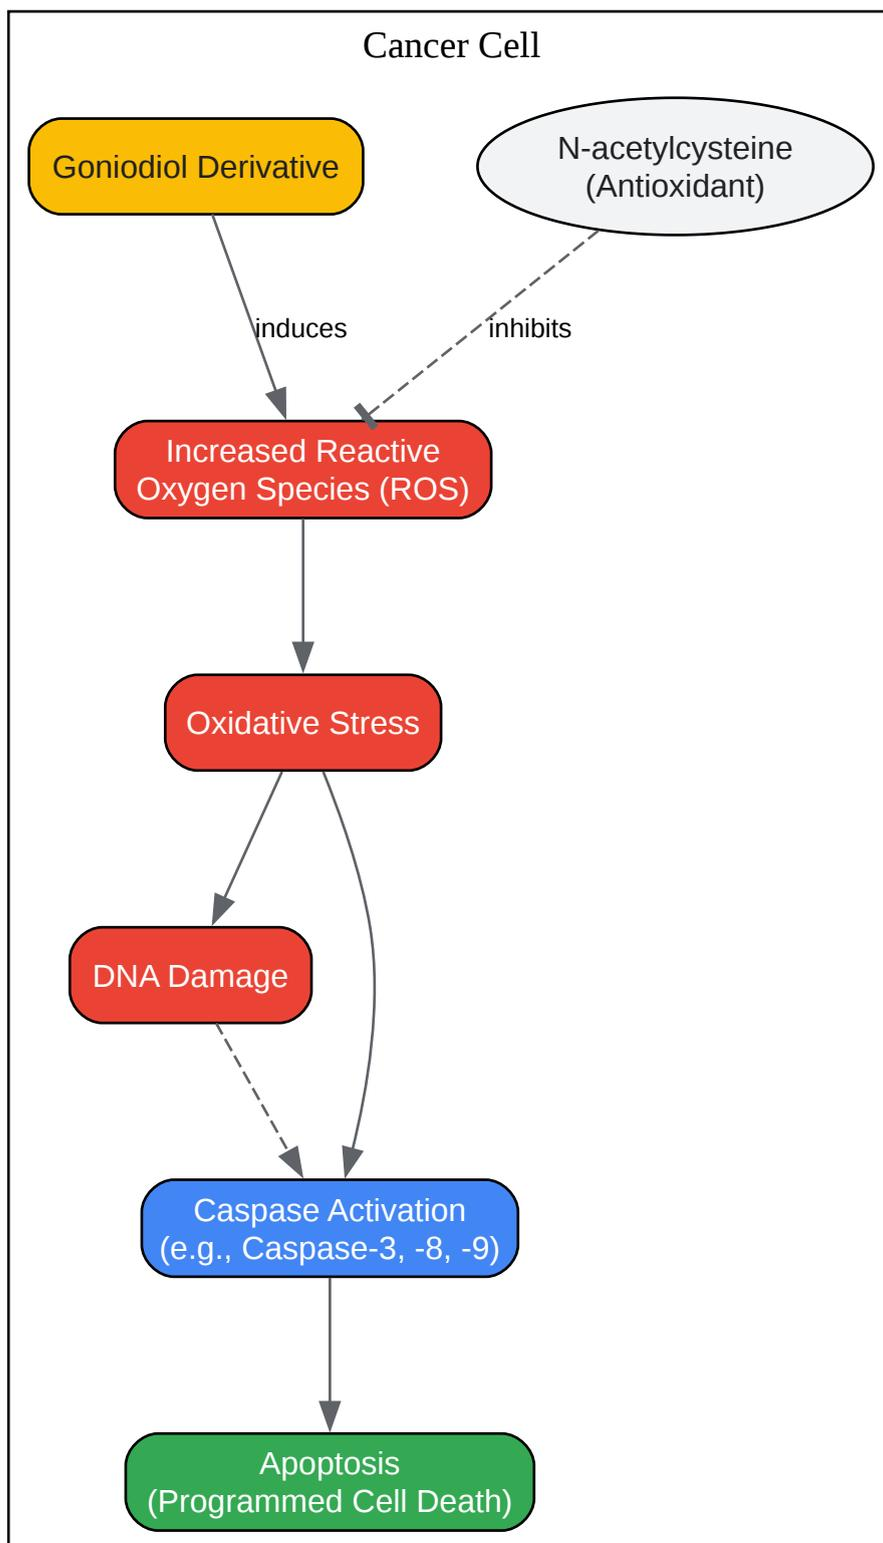 Cancer Cell
Goniodiol Derivative
N-acetylcysteine
(Antioxidant)
induces
inhibits
Increased Reactive
Oxygen Species (ROS)
Oxidative Stress
DNA Damage
Caspase Activation
(e.g., Caspase-3, -8, -9)
Apoptosis
(Programmed Cell Death)